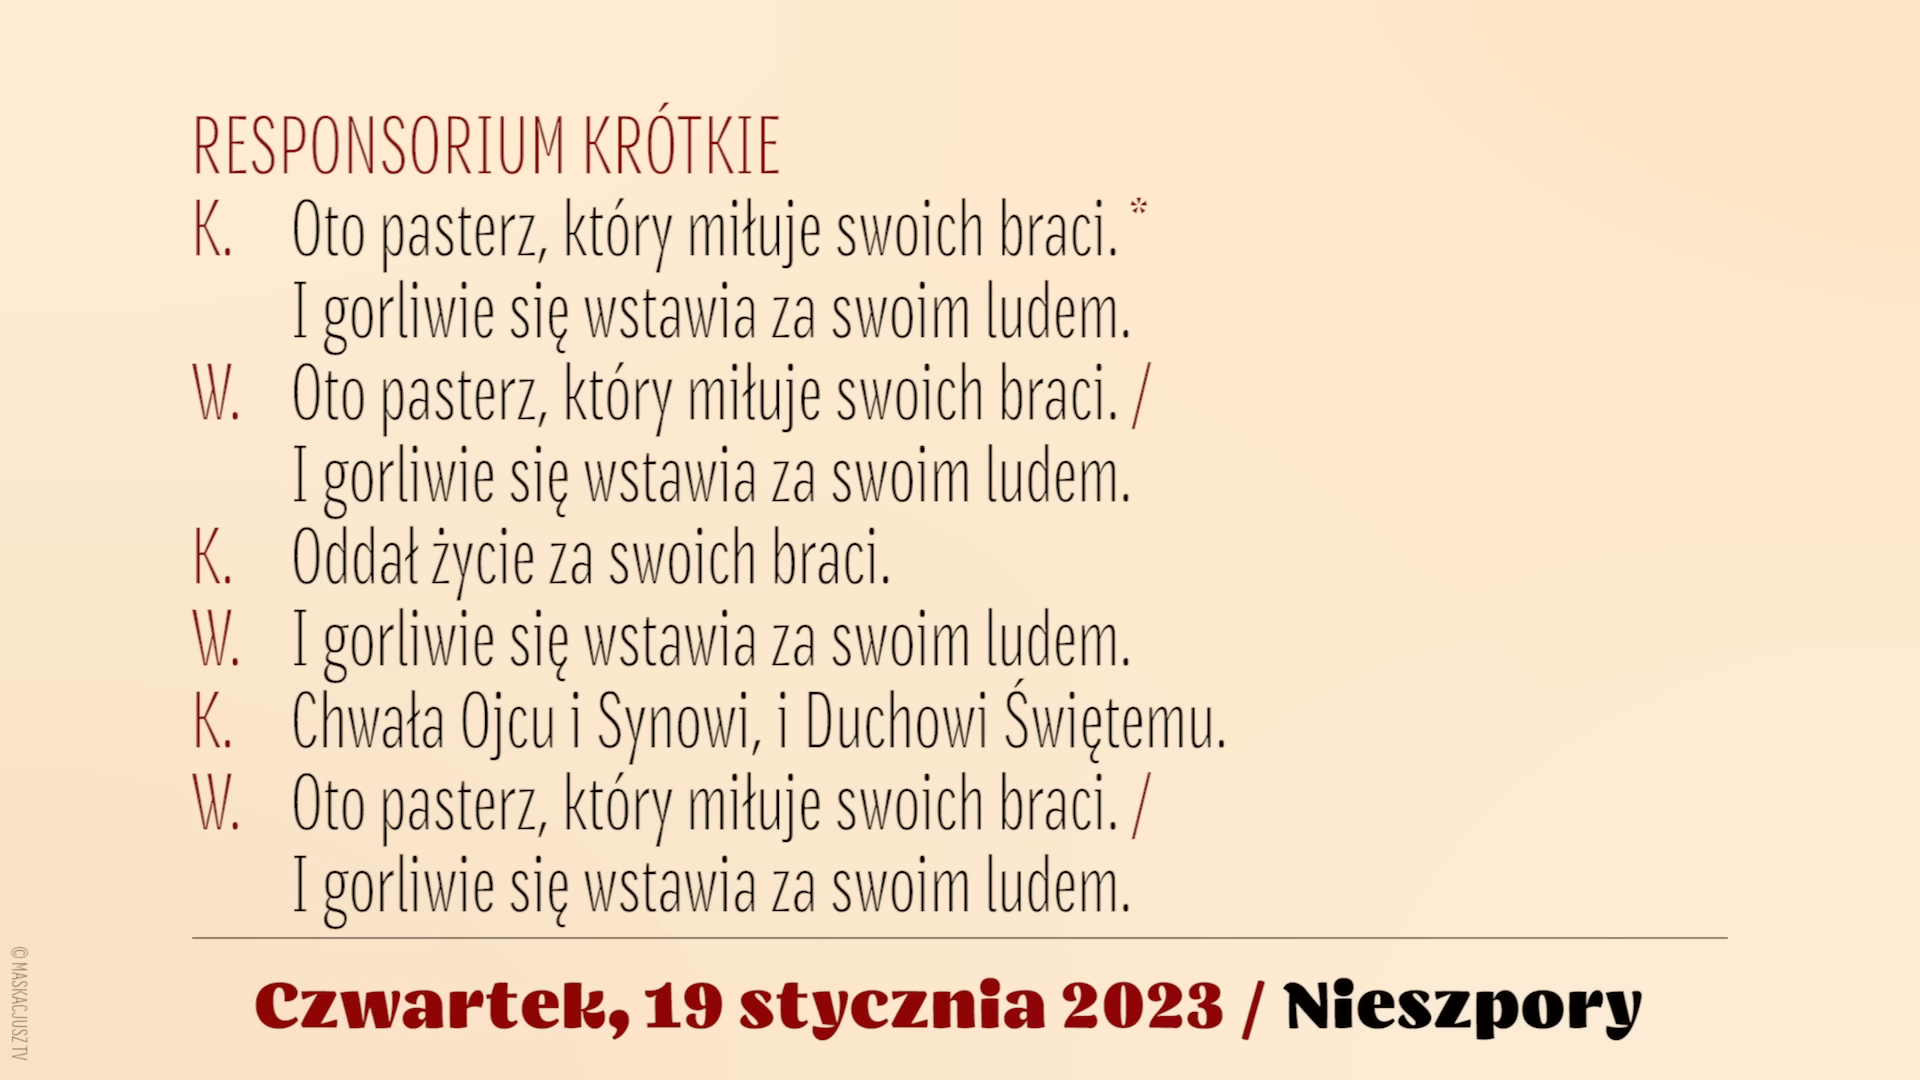 RESPONSORIUM KRÓTKIE
K. Oto pasterz, który miłuje swoich braci. *
I gorliwie się wstawia za swoim ludem.
W. Oto pasterz, który miłuje swoich braci. /
I gorliwie się wstawia za swoim ludem.
K. Oddał życie za swoich braci.
W. I gorliwie się wstawia za swoim ludem.
K. Chwała Ojcu i Synowi, i Duchowi Świętemu.
W. Oto pasterz, który miłuje swoich braci. /
I gorliwie się wstawia za swoim ludem.
Czwartek, 19 stycznia 2023 / Nieszpory
© MASKACJUSZ TV